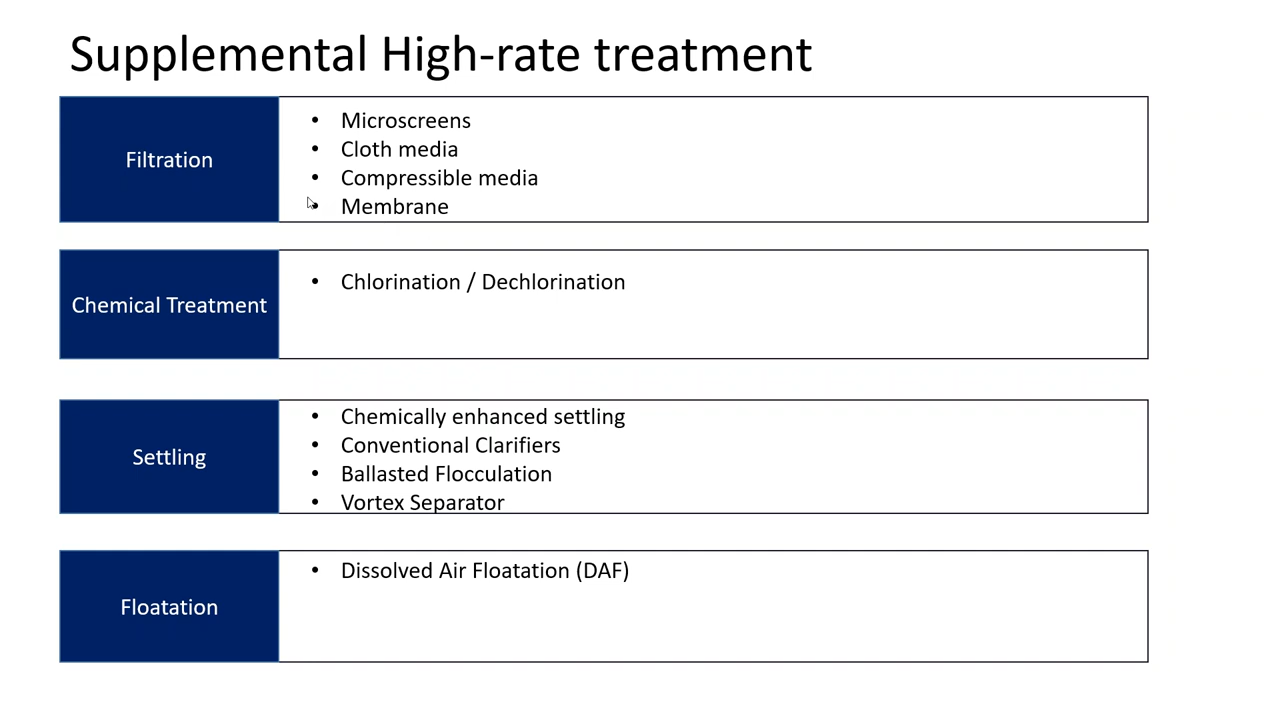 Supplemental High-rate treatment
Filtration
• Microscreens
• Cloth media
• Compressible media
• Membrane
Chemical Treatment
• Chlorination / Dechlorination
Settling
• Chemically enhanced settling
• Conventional Clarifiers
• Ballasted Flocculation
• Vortex Separator
Floatation
• Dissolved Air Floatation (DAF)